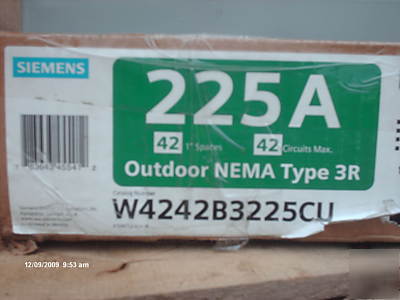 SIEMENS
225A
42 1" Spaces 42 Circuits Max.
Outdoor NEMA Type 3R
Catalog Number
W4242B3225CU
12/09/2009 9:53 am